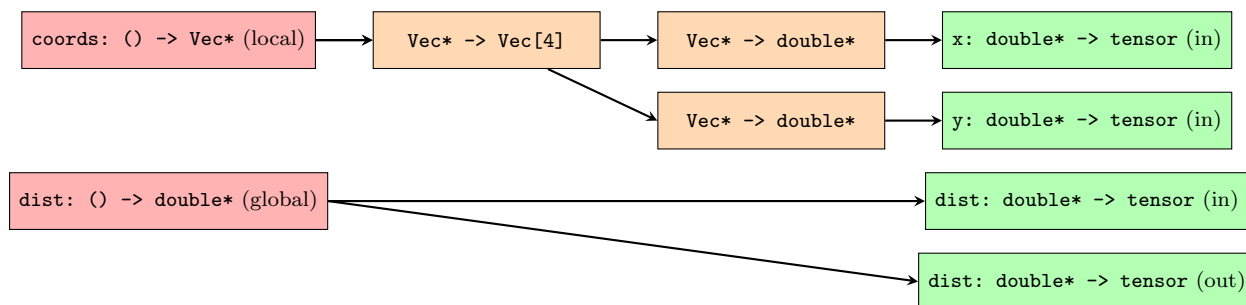 coords: () -> Vec* (local)
Vec* -> Vec[4]
Vec* -> double*
x: double* -> tensor (in)
Vec* -> double*
y: double* -> tensor (in)
dist: () -> double* (global)
dist: double* -> tensor (in)
dist: double* -> tensor (out)